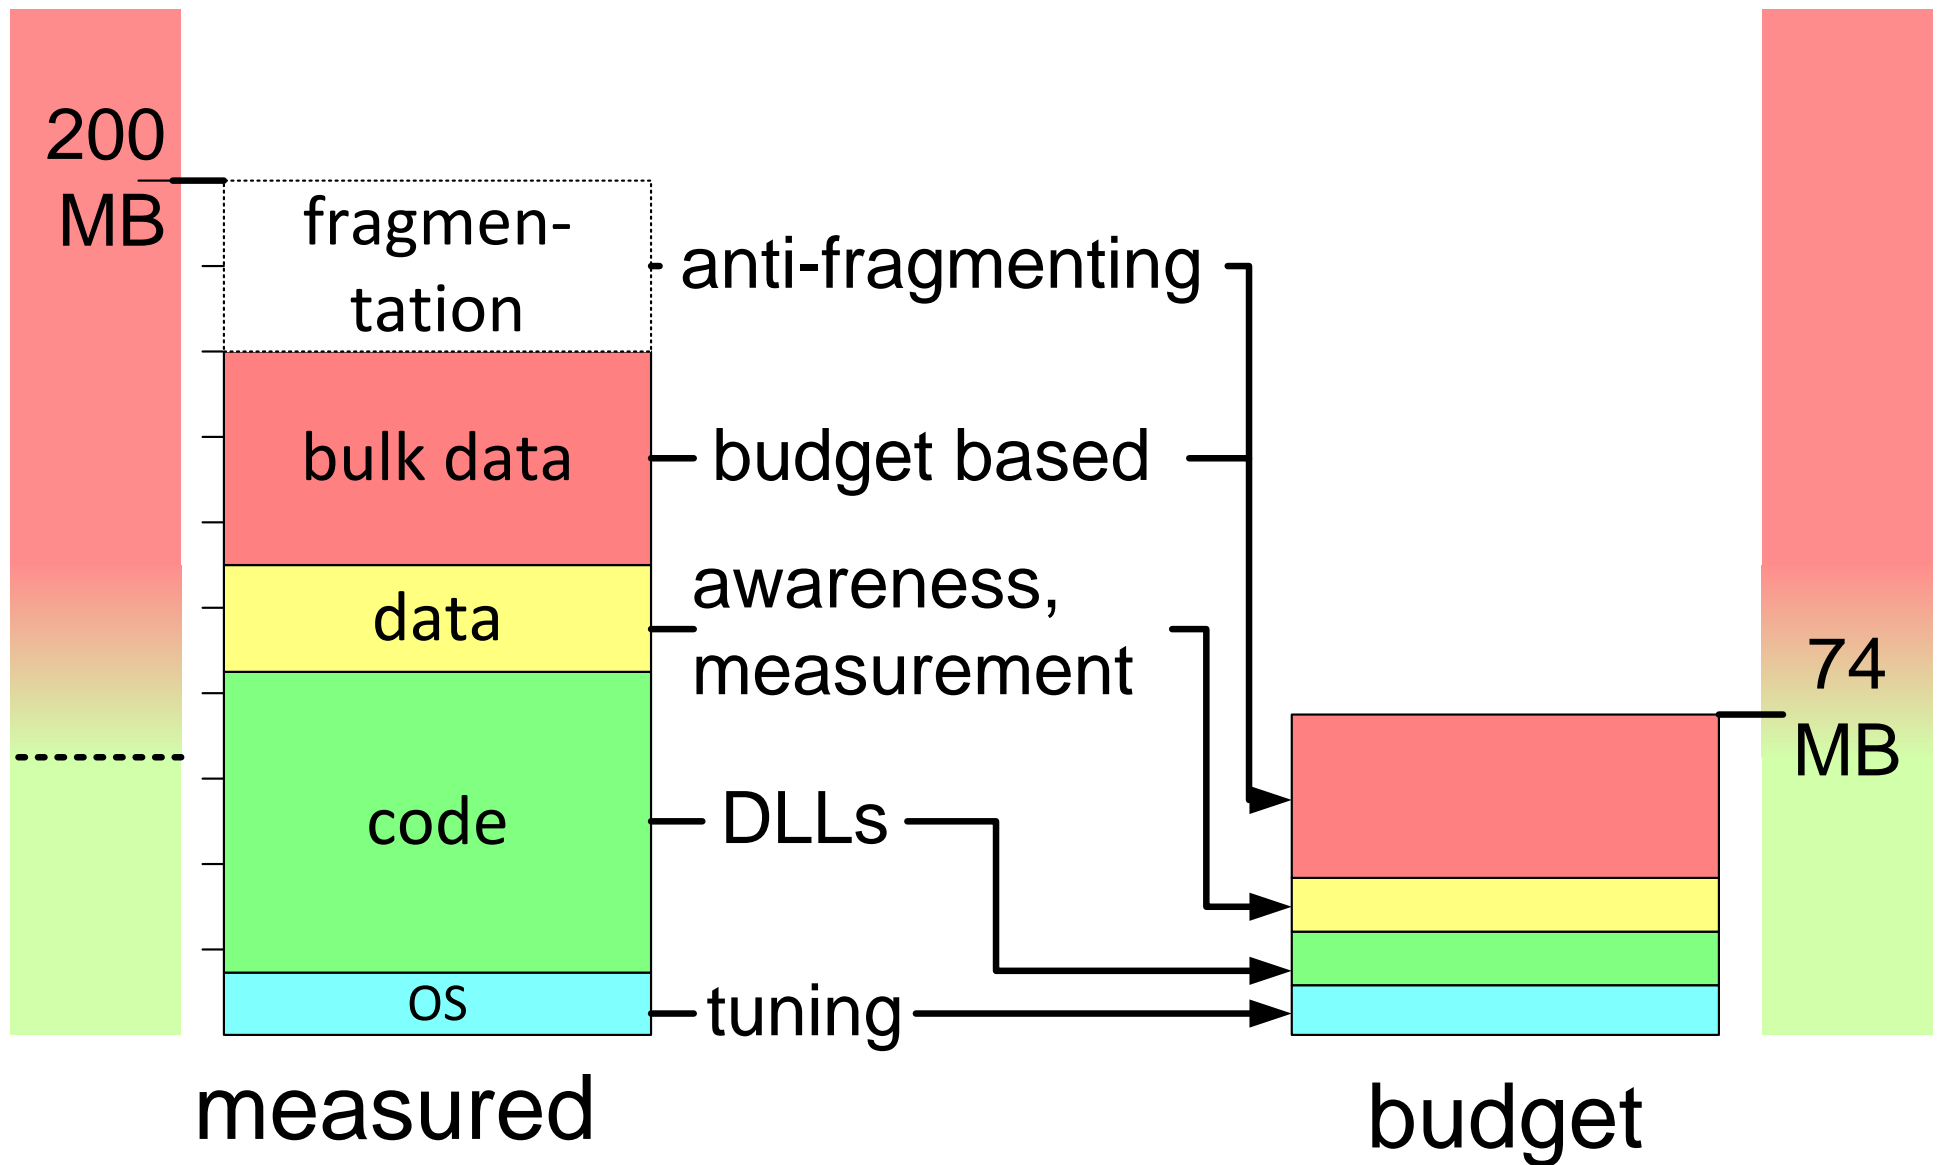 200
MB
fragmen-
tation
anti-fragmenting
bulk data
budget based
data
awareness,
measurement
74
MB
code
DLLs
OS
tuning
measured
budget